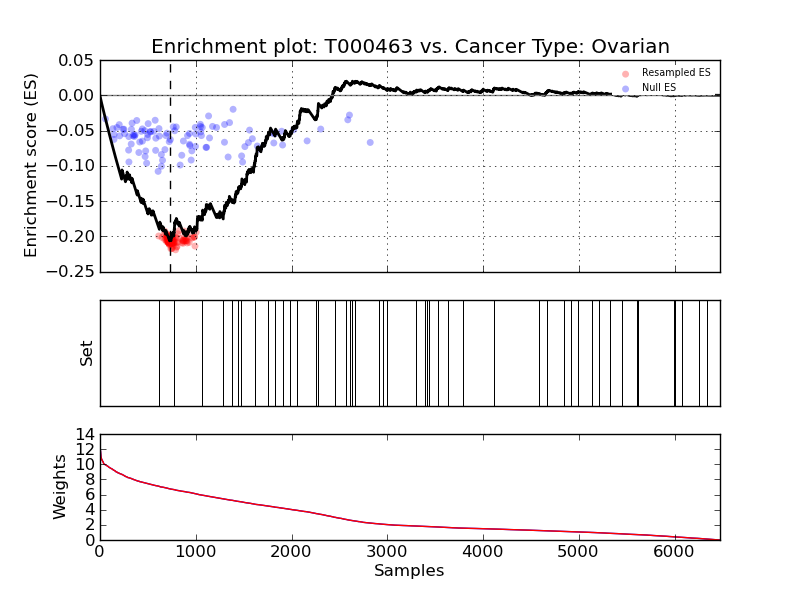 Enrichment plot: T000463 vs. Cancer Type: Ovarian
Enrichment score (ES)
0.05
0.00
−0.05
−0.10
−0.15
−0.20
−0.25
Resampled ES
Null ES
Set
Weights
14
12
10
8
6
4
2
0
0 1000 2000 3000 4000 5000 6000
Samples